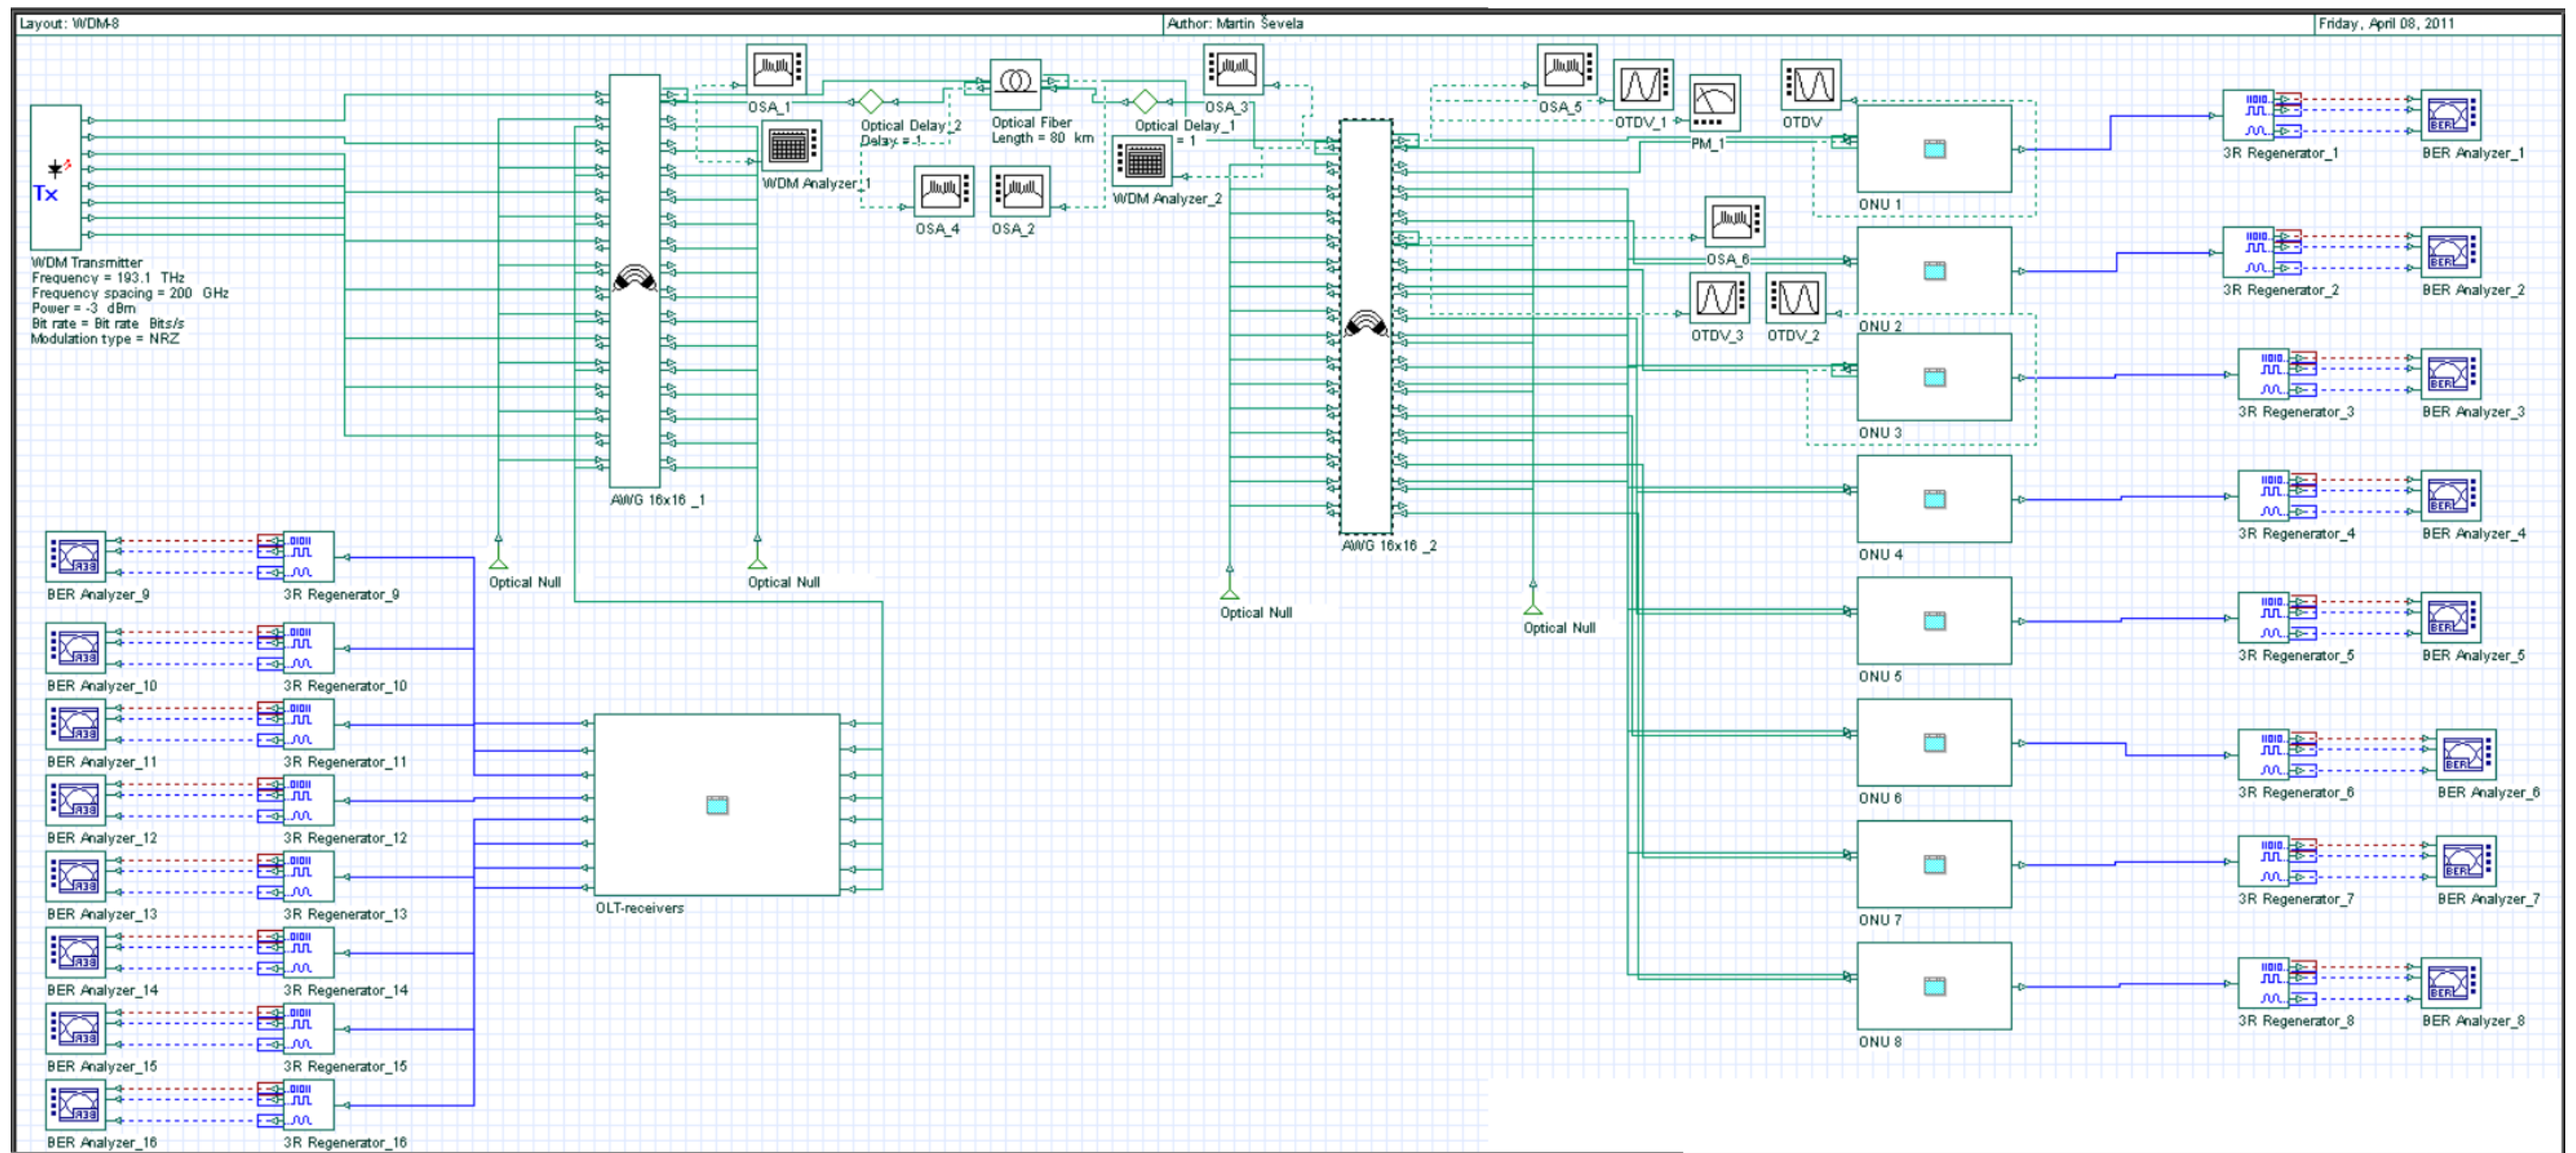 Layout: WDM-8
Author: Martin Ševela
Friday, April 08, 2011
OSA_1
WDM Analyzer_1
Optical Delay_2
Delay = 1
OSA_4
Optical Fiber
Length = 80 km
OSA_2
Optical Delay_1
= 1
WDM Analyzer_2
OSA_3
OSA_5
OTDV_1
PM_1
OTDV
OSA_6
OTDV_3
OTDV_2
Tx
WDM Transmitter
Frequency = 193.1 THz
Frequency spacing = 200 GHz
Power = -3 dBm
Bit rate = Bit rate Bits/s
Modulation type = NRZ
AWG 16x16 _1
AWG 16x16 _2
Optical Null
Optical Null
Optical Null
Optical Null
ONU 1
ONU 2
ONU 3
ONU 4
ONU 5
ONU 6
ONU 7
ONU 8
3R Regenerator_1
BER Analyzer_1
3R Regenerator_2
BER Analyzer_2
3R Regenerator_3
BER Analyzer_3
3R Regenerator_4
BER Analyzer_4
3R Regenerator_5
BER Analyzer_5
3R Regenerator_6
BER Analyzer_6
3R Regenerator_7
BER Analyzer_7
3R Regenerator_8
BER Analyzer_8
BER Analyzer_9
3R Regenerator_9
BER Analyzer_10
3R Regenerator_10
BER Analyzer_11
3R Regenerator_11
BER Analyzer_12
3R Regenerator_12
BER Analyzer_13
3R Regenerator_13
BER Analyzer_14
3R Regenerator_14
BER Analyzer_15
3R Regenerator_15
BER Analyzer_16
3R Regenerator_16
OLT-receivers